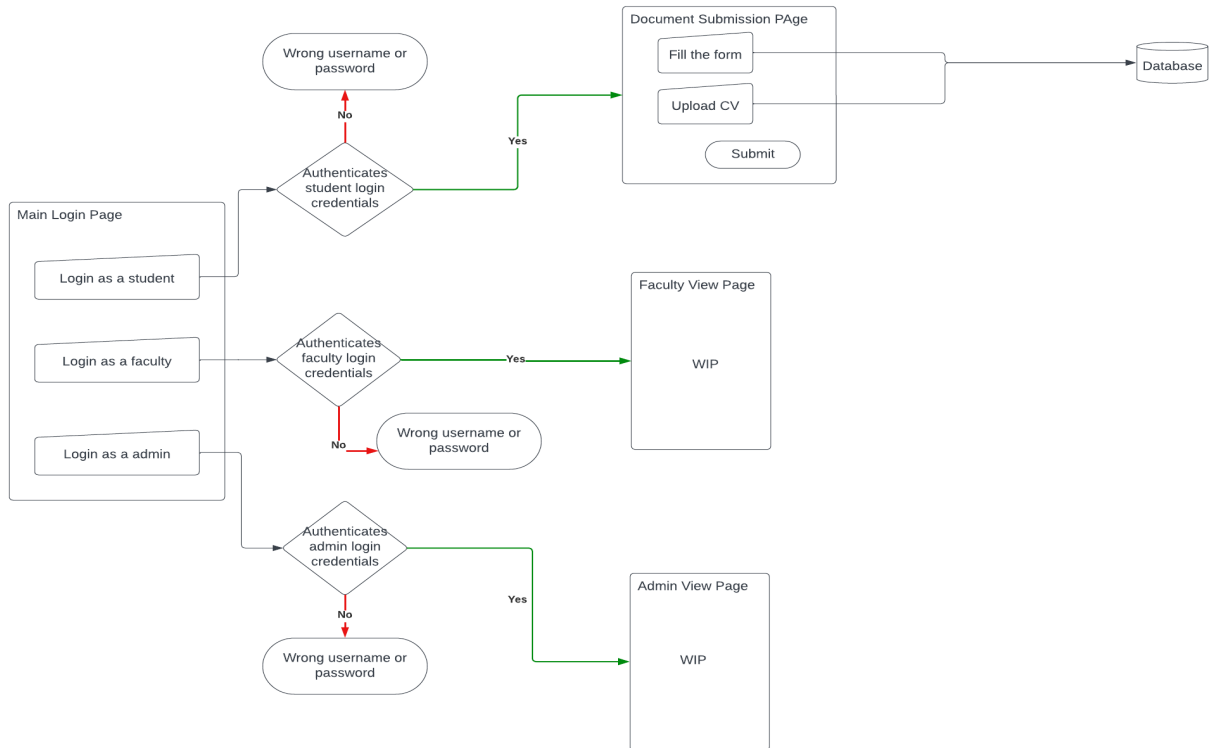 Document Submission PAge
Wrong username or
password
Fill the form
Database
Upload CV
No
Yes
Submit
Authenticates
student login
credentials
Main Login Page
Login as a student
Faculty View Page
Authenticates
faculty login
credentials
Yes
Login as a faculty
WIP
Wrong username or
password
No
Login as a admin
Authenticates
admin login
credentials
Admin View Page
Yes
No
Wrong username or
password
WIP